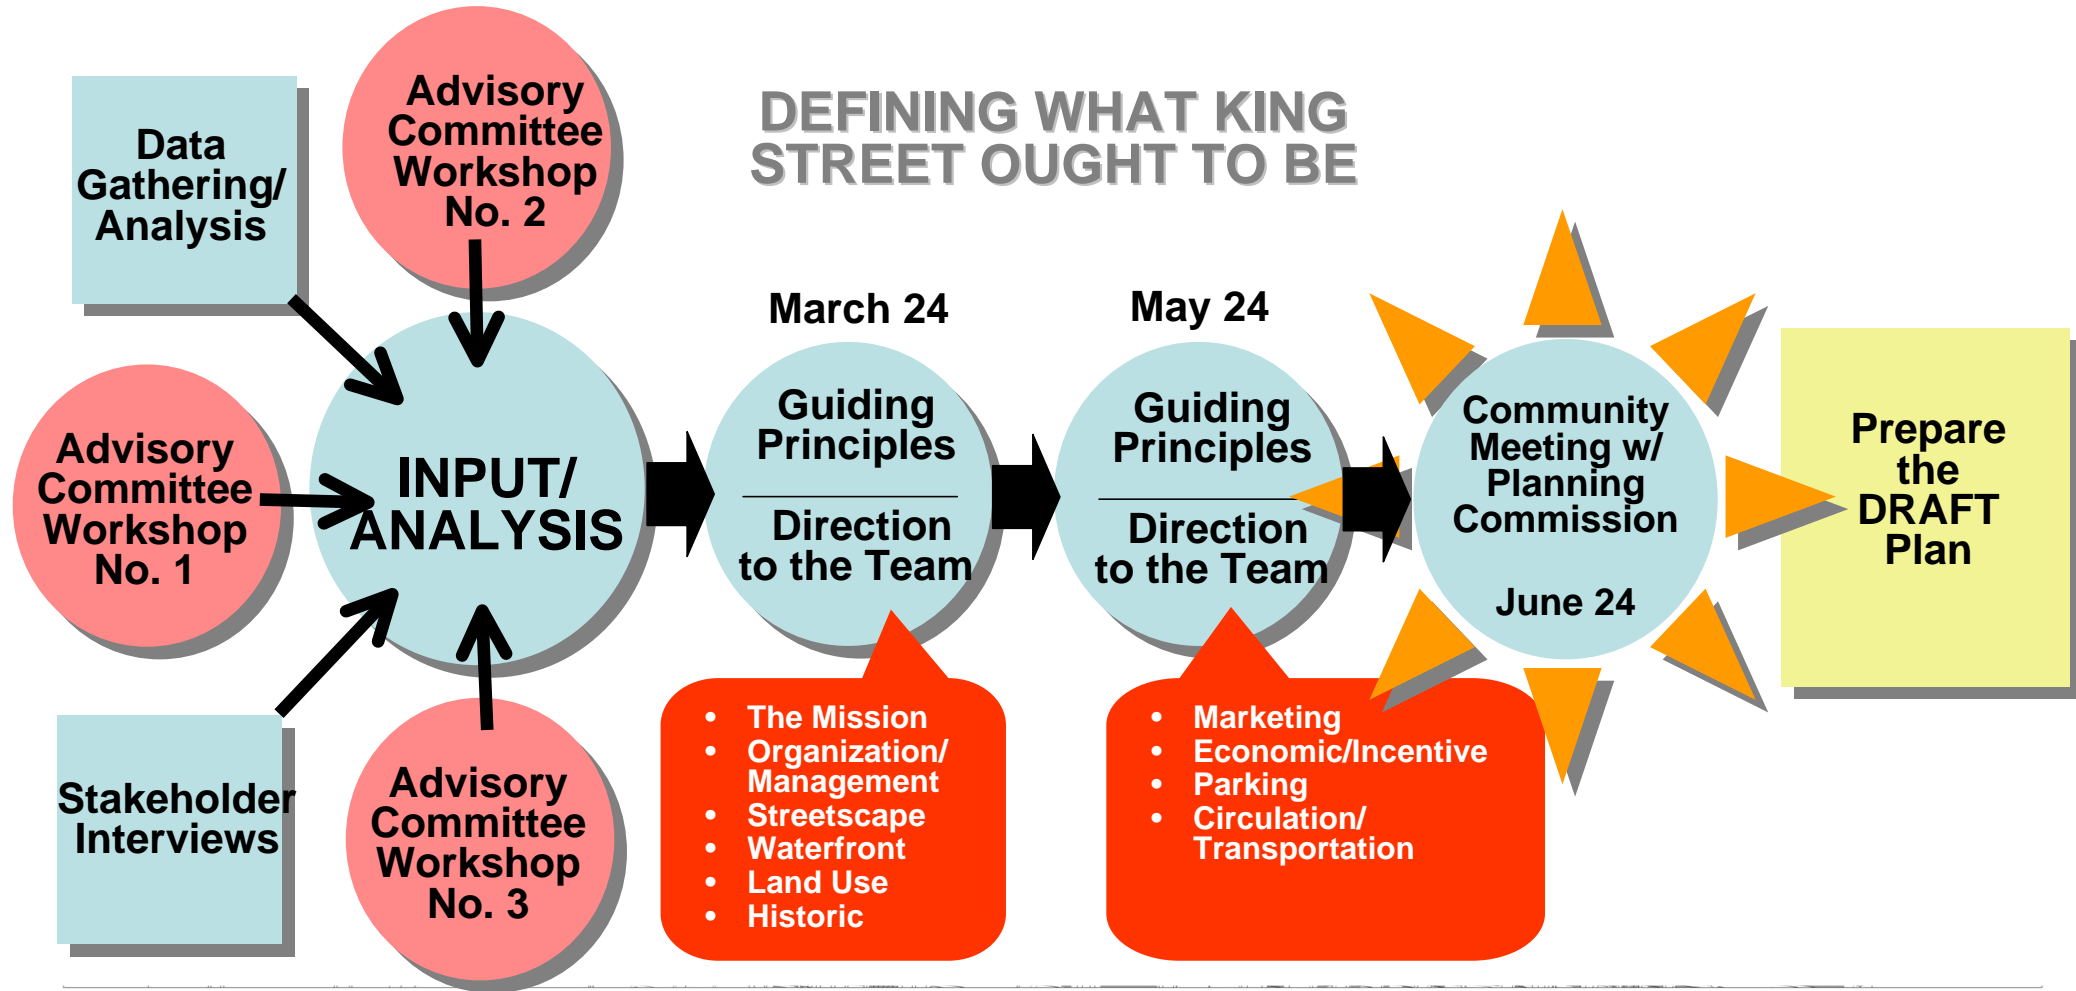 DEFINING WHAT KING
STREET OUGHT TO BE
Data
Gathering/
Analysis
Advisory
Committee
Workshop
No. 2
Advisory
Committee
Workshop
No. 1
Stakeholder
Interviews
Advisory
Committee
Workshop
No. 3
INPUT/
ANALYSIS
March 24
Guiding
Principles
Direction
to the Team
• The Mission
• Organization/
Management
• Streetscape
• Waterfront
• Land Use
• Historic
May 24
Guiding
Principles
Direction
to the Team
• Marketing
• Economic/Incentive
• Parking
• Circulation/
Transportation
Community
Meeting w/
Planning
Commission
June 24
Prepare
the
DRAFT
Plan